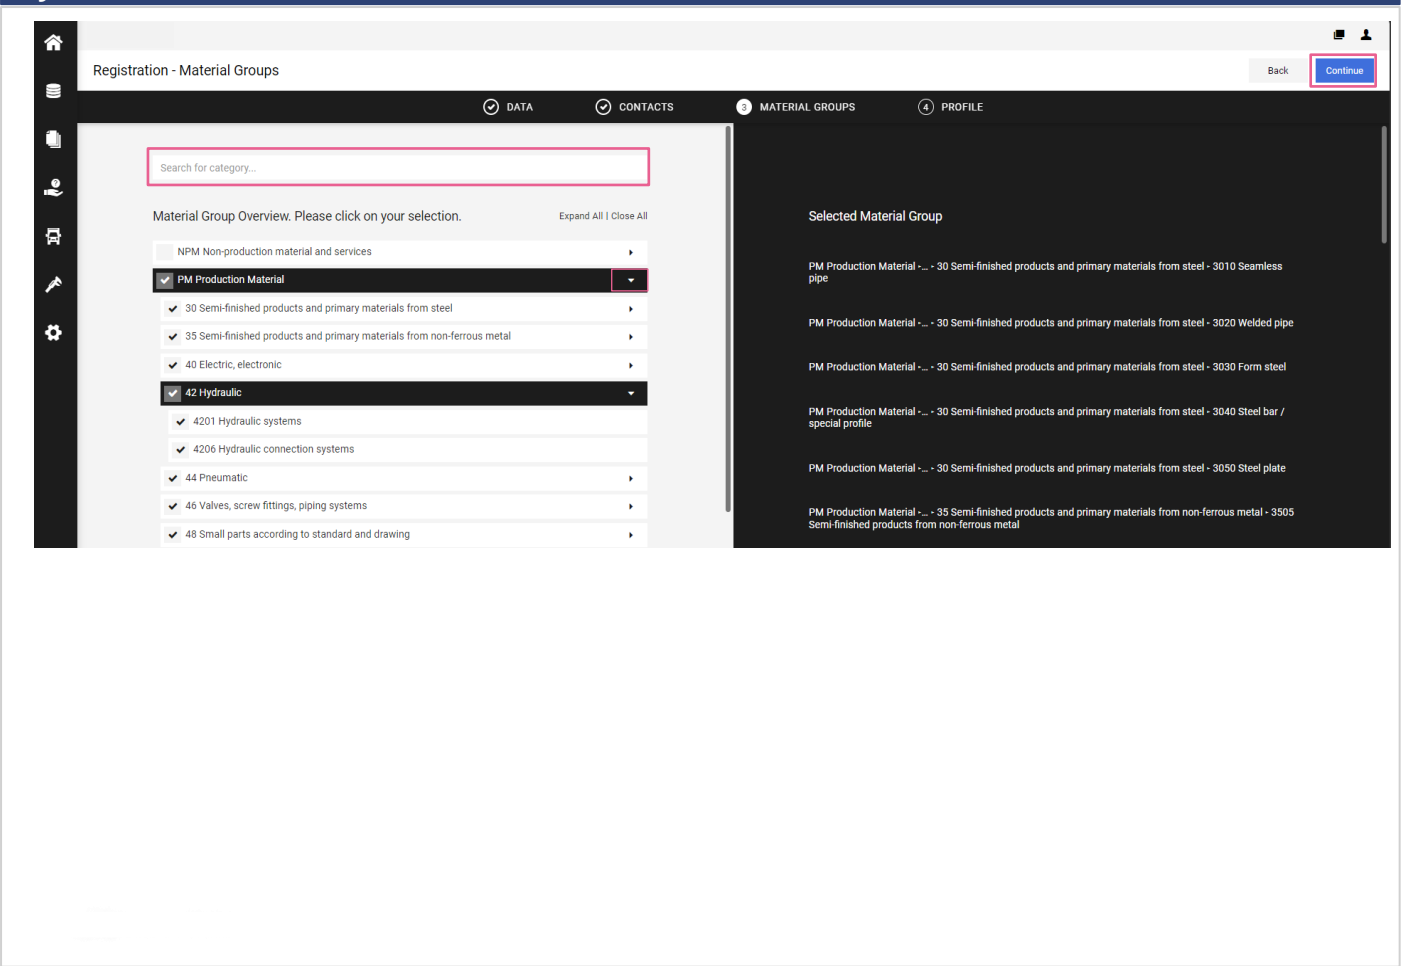 Registration - Material Groups
Back
Continue
DATA
CONTACTS
3 MATERIAL GROUPS
4 PROFILE
Search for category...
Material Group Overview. Please click on your selection.
Expand All | Close All
NPM Non-production material and services
PM Production Material
30 Semi-finished products and primary materials from steel
35 Semi-finished products and primary materials from non-ferrous metal
40 Electric, electronic
42 Hydraulic
4201 Hydraulic systems
4206 Hydraulic connection systems
44 Pneumatic
46 Valves, screw fittings, piping systems
48 Small parts according to standard and drawing
Selected Material Group
PM Production Material -... - 30 Semi-finished products and primary materials from steel - 3010 Seamless
pipe
PM Production Material -... - 30 Semi-finished products and primary materials from steel - 3020 Welded pipe
PM Production Material -... - 30 Semi-finished products and primary materials from steel - 3030 Form steel
PM Production Material -... - 30 Semi-finished products and primary materials from steel - 3040 Steel bar /
special profile
PM Production Material -... - 30 Semi-finished products and primary materials from steel - 3050 Steel plate
PM Production Material -... - 35 Semi-finished products and primary materials from non-ferrous metal - 3505
Semi-finished products from non-ferrous metal